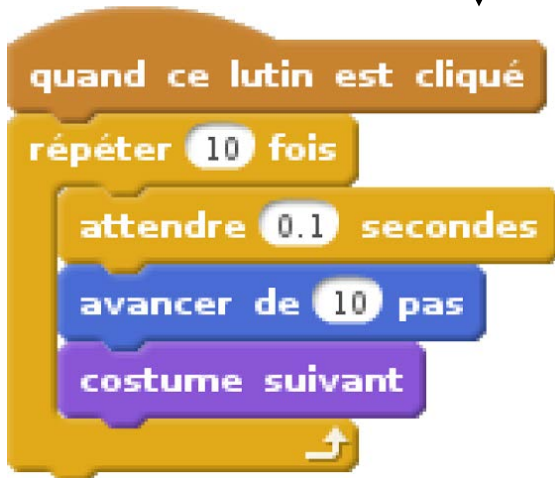 quand ce lutin est cliqué
répéter 10 fois
attendre 0.1 secondes
avancer de 10 pas
costume suivant